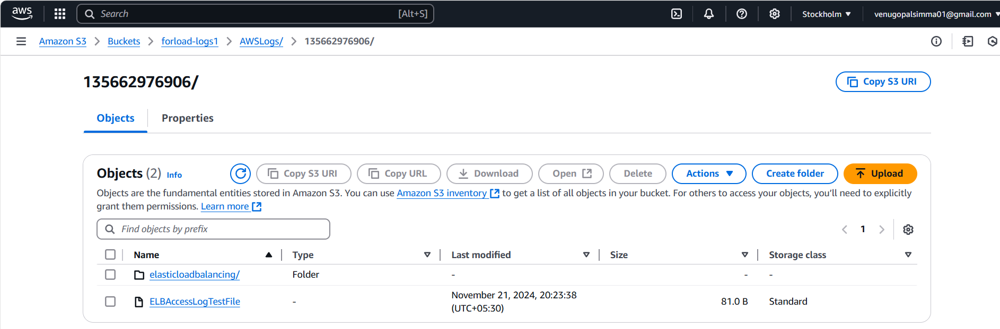 aws
Search [Alt+S]
Stockholm
venugopalsimma01@gmail.com
Amazon S3 > Buckets > forload-logs1 > AWSLogs/ > 135662976906/
135662976906/
Copy S3 URI
Objects
Properties
Objects (2) Info
Copy S3 URI
Copy URL
Download
Open
Delete
Actions
Create folder
Upload
Objects are the fundamental entities stored in Amazon S3. You can use Amazon S3 inventory to get a list of all objects in your bucket. For others to access your objects, you’ll need to explicitly
grant them permissions. Learn more
Find objects by prefix
1
Name Type Last modified Size Storage class
elasticloadbalancing/ Folder - - -
ELBAccessLogTestFile - November 21, 2024, 20:23:38 (UTC+05:30) 81.0 B Standard